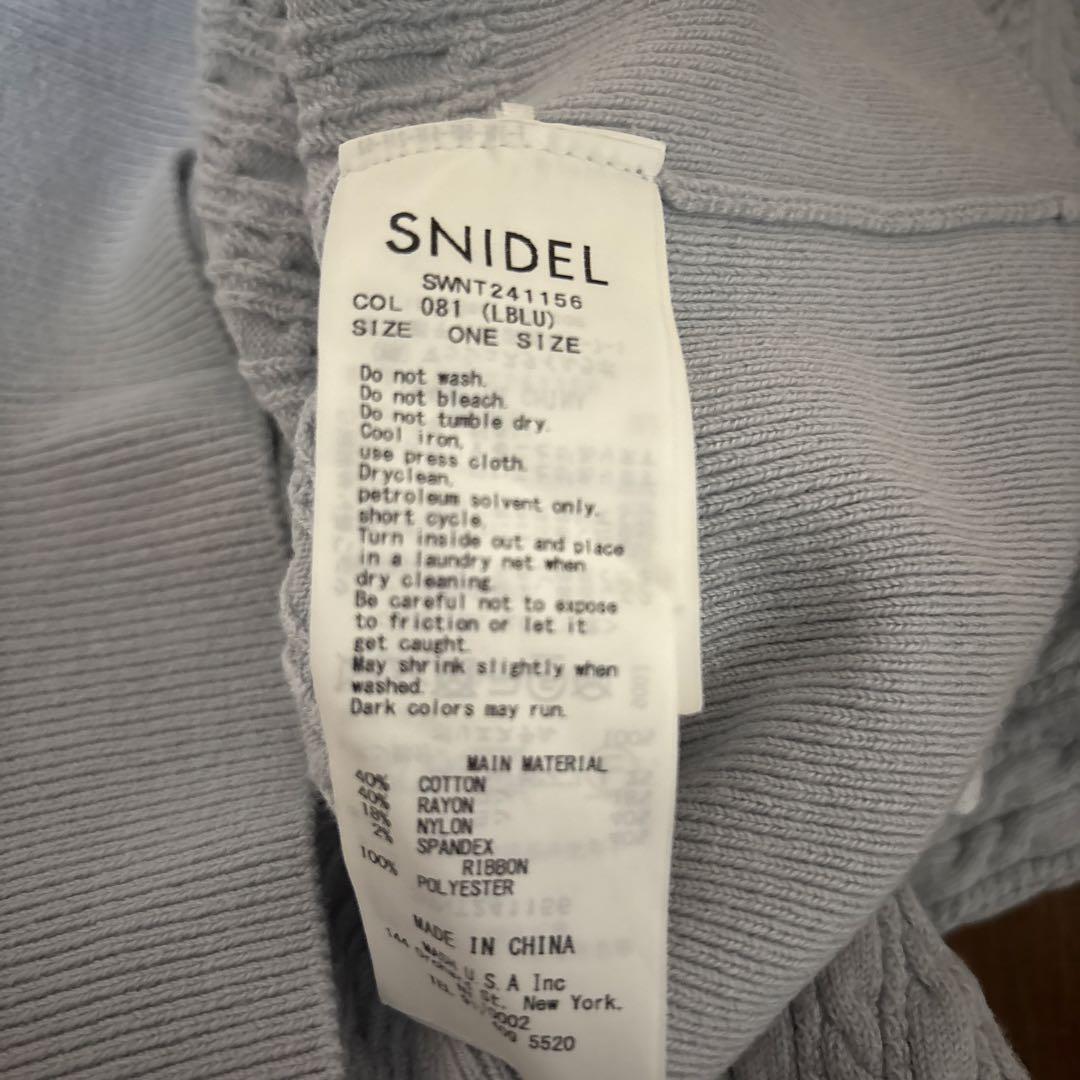 SNIDEL
SWNT241156
COL 081 (LBLU)
SIZE ONE SIZE
Do not wash.
Do not bleach.
Do not tumble dry.
Cool iron,
use press cloth.
Dryclean,
petroleum solvent only,
short cycle.
Turn inside out and place
in a laundry net when
dry cleaning.
Be careful not to expose
to friction or let it
get caught.
May shrink slightly when
washed.
Dark colors may run.
MAIN MATERIAL
40% COTTON
40% RAYON
18% NYLON
2% SPANDEX
RIBBON
100% POLYESTER
MADE IN CHINA
U.S.A Inc
144 St. New York.
TEL
5520